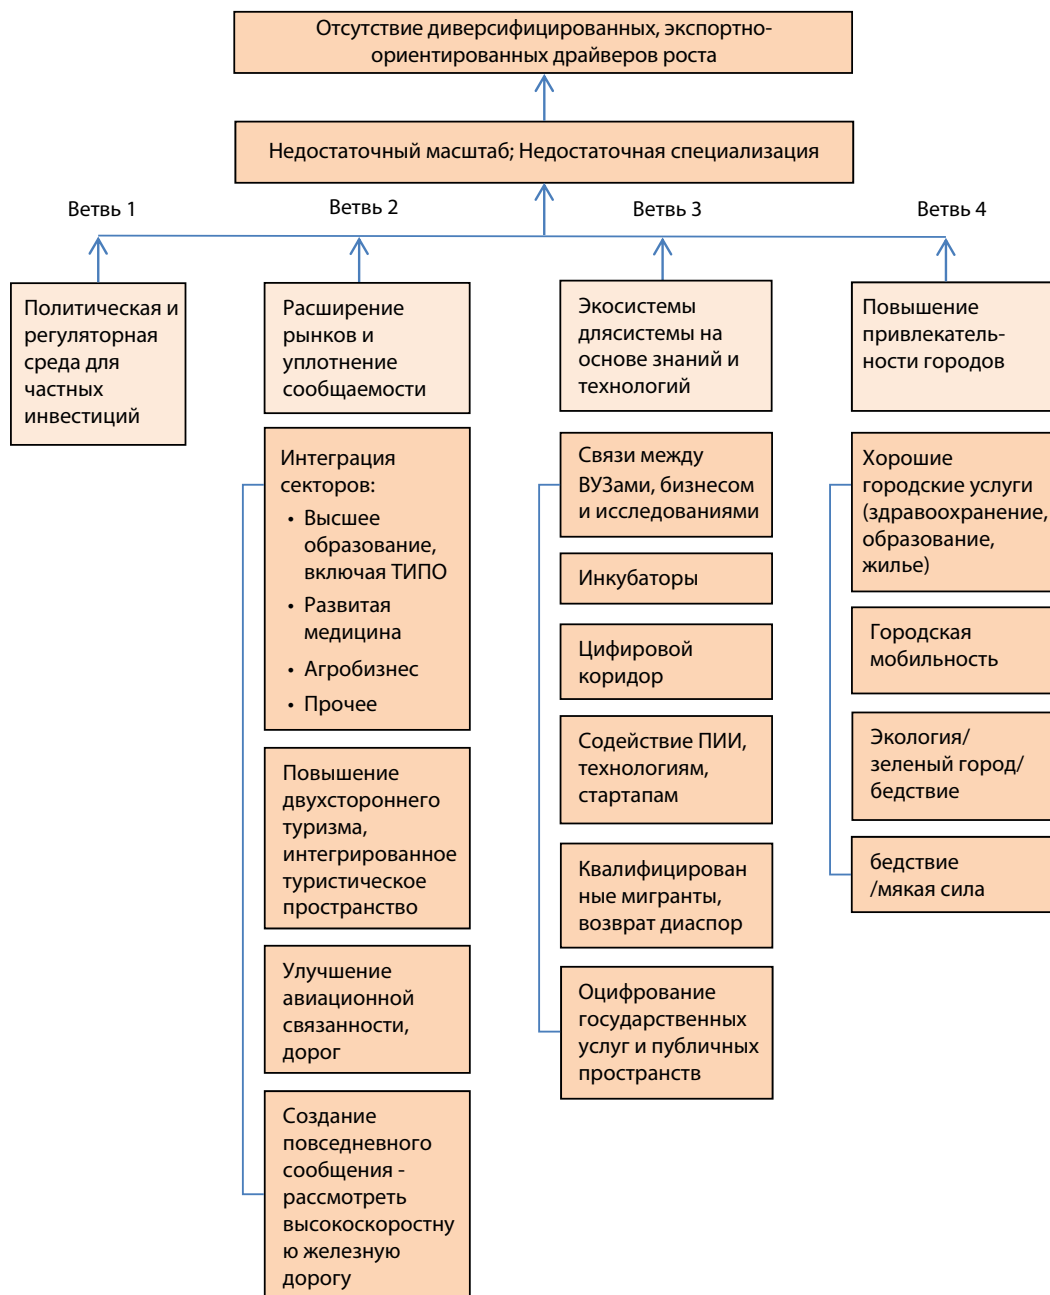 Отсутствие диверсифицированных, экспортно-
ориентированных драйверов роста
Недостаточный масштаб; Недостаточная специализация
Ветвь 1
Ветвь 2
Ветвь 3
Ветвь 4
Политическая и
регуляторная
среда для
частных
инвестиций
Расширение
рынков и
уплотнение
сообщаемости
Интеграция
секторов:
• Высшее
образование,
включая ТИПО
• Развитая
медицина
• Агробизнес
• Прочее
Повышение
двухстороннего
туризма,
интегрированное
туристическое
пространство
Улучшение
авиационной
связанности,
дорог
Создание
повседневного
сообщения -
рассмотреть
высокоскоростну
ю железную
дорогу
Экосистемы
длясистемы на
основе знаний и
технологий
Связи между
ВУЗами, бизнесом
и исследованиями
Инкубаторы
Цифировой
коридор
Содействие ПИИ,
технологиям,
стартапам
Квалифицирован
ные мигранты,
возврат диаспор
Оцифрование
государственных
услуг и публичных
пространств
Повышение
привлекатель-
ности городов
Хорошие
городские услуги
(здравоохранение,
образование,
жилье)
Городская
мобильность
Экология/
зеленый город/
бедствие
бедствие
/мякая сила